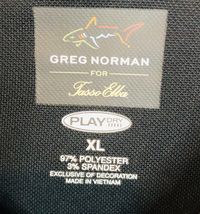 GREG NORMAN
FOR
Tasso Elba
PLAY DRY
XL
97% POLYESTER
3% SPANDEX
EXCLUSIVE OF DECORATION
MADE IN VIETNAM